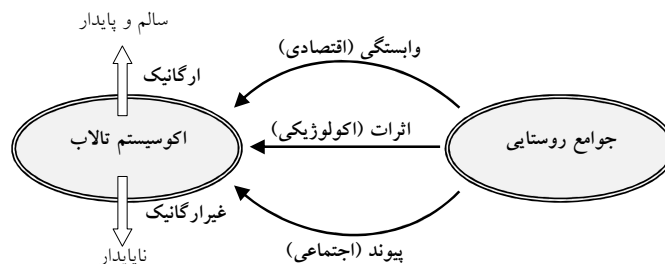 سالم و پایدار
وابستگی (اقتصادی)
ارگانیک
جوامع روستایی
اثرات (اکولوژیکی)
اکوسیستم تالاب
غیرارگانیک
پیوند (اجتماعی)
ناپایدار